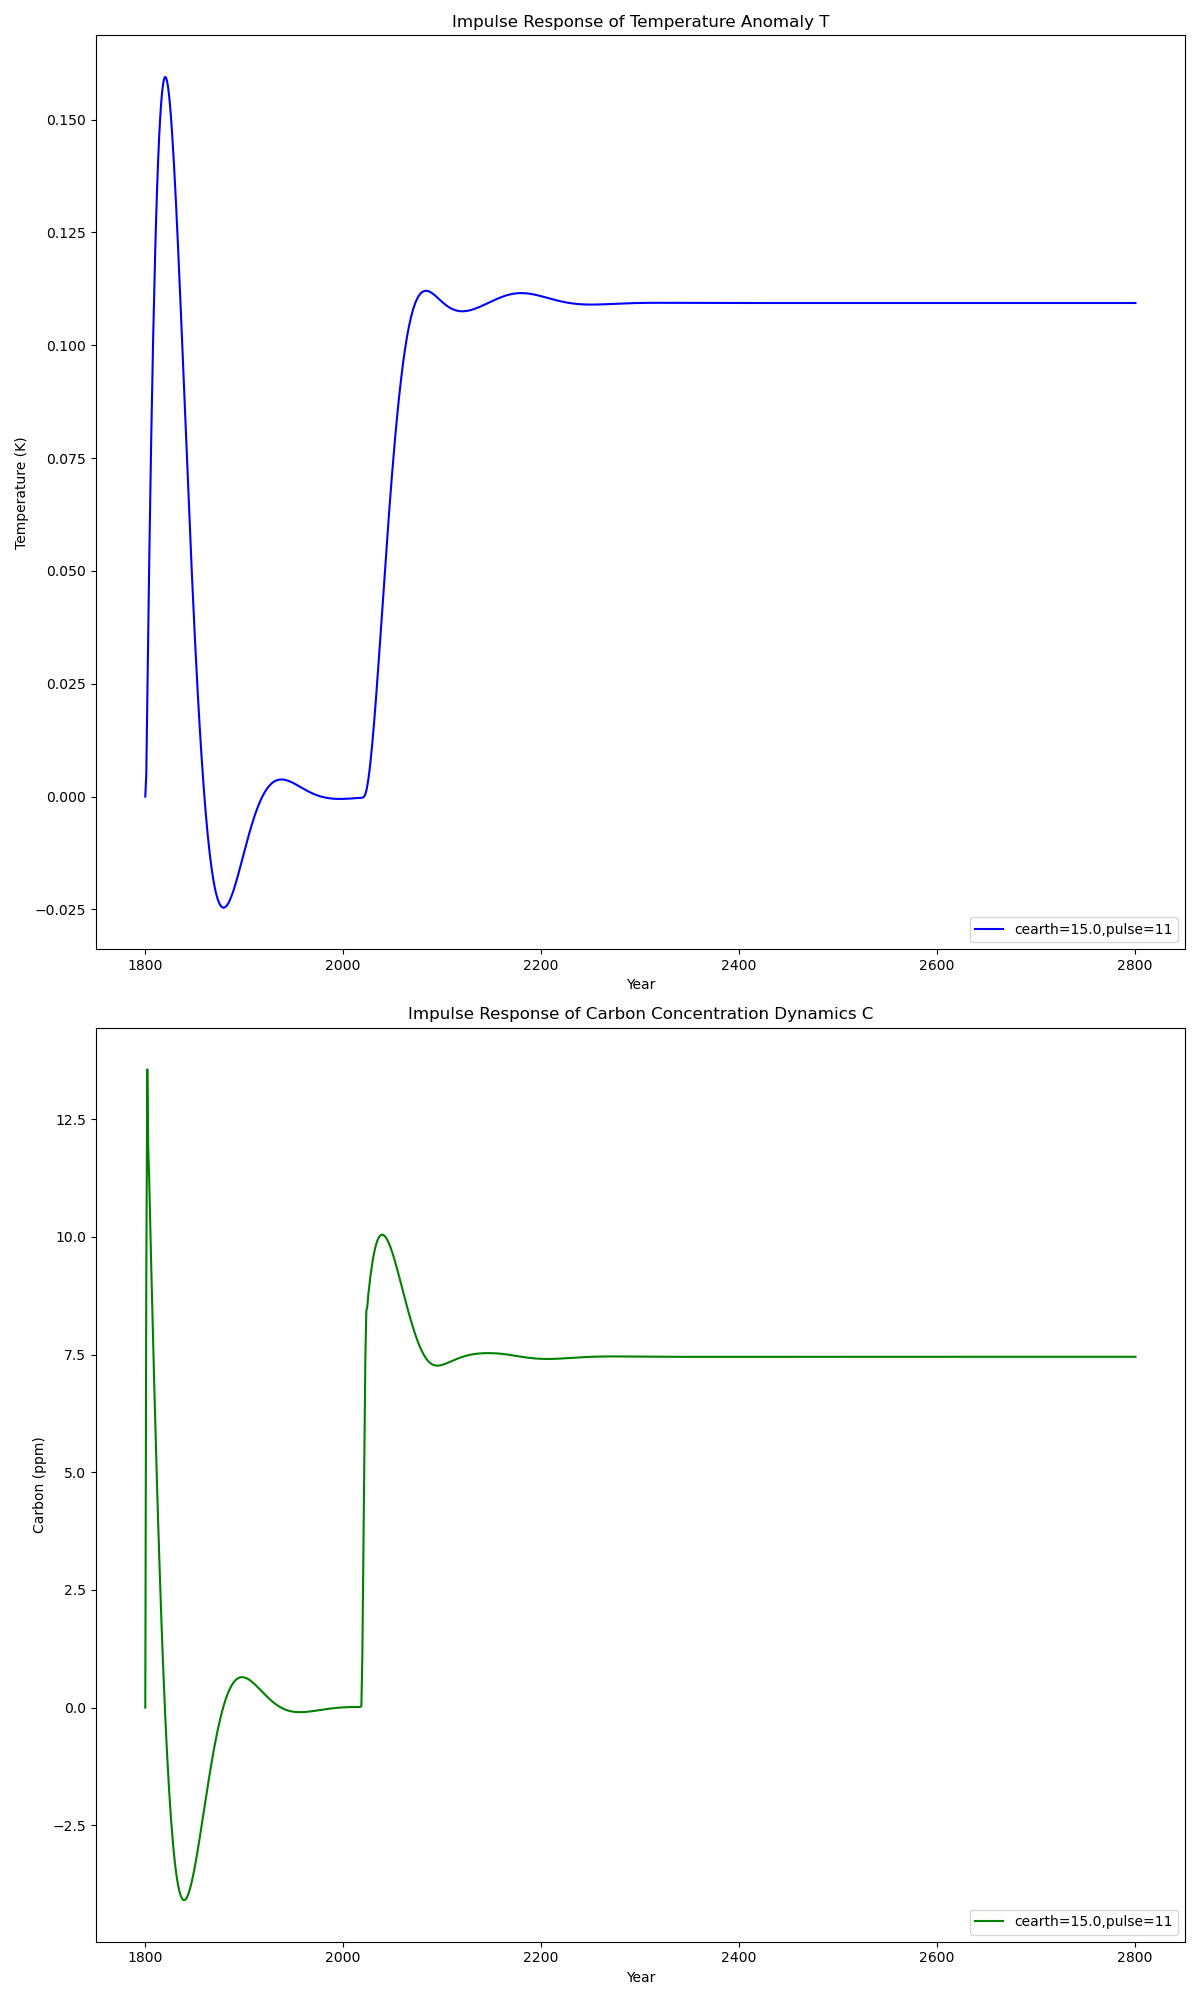 Impulse Response of Temperature Anomaly T
0.150
0.125
0.100
0.075
0.050
0.025
0.000
−0.025
Temperature (K)
cearth=15.0,pulse=11
1800 2000 2200 2400 2600 2800
Year
Impulse Response of Carbon Concentration Dynamics C
12.5
10.0
7.5
5.0
2.5
0.0
−2.5
Carbon (ppm)
cearth=15.0,pulse=11
1800 2000 2200 2400 2600 2800
Year